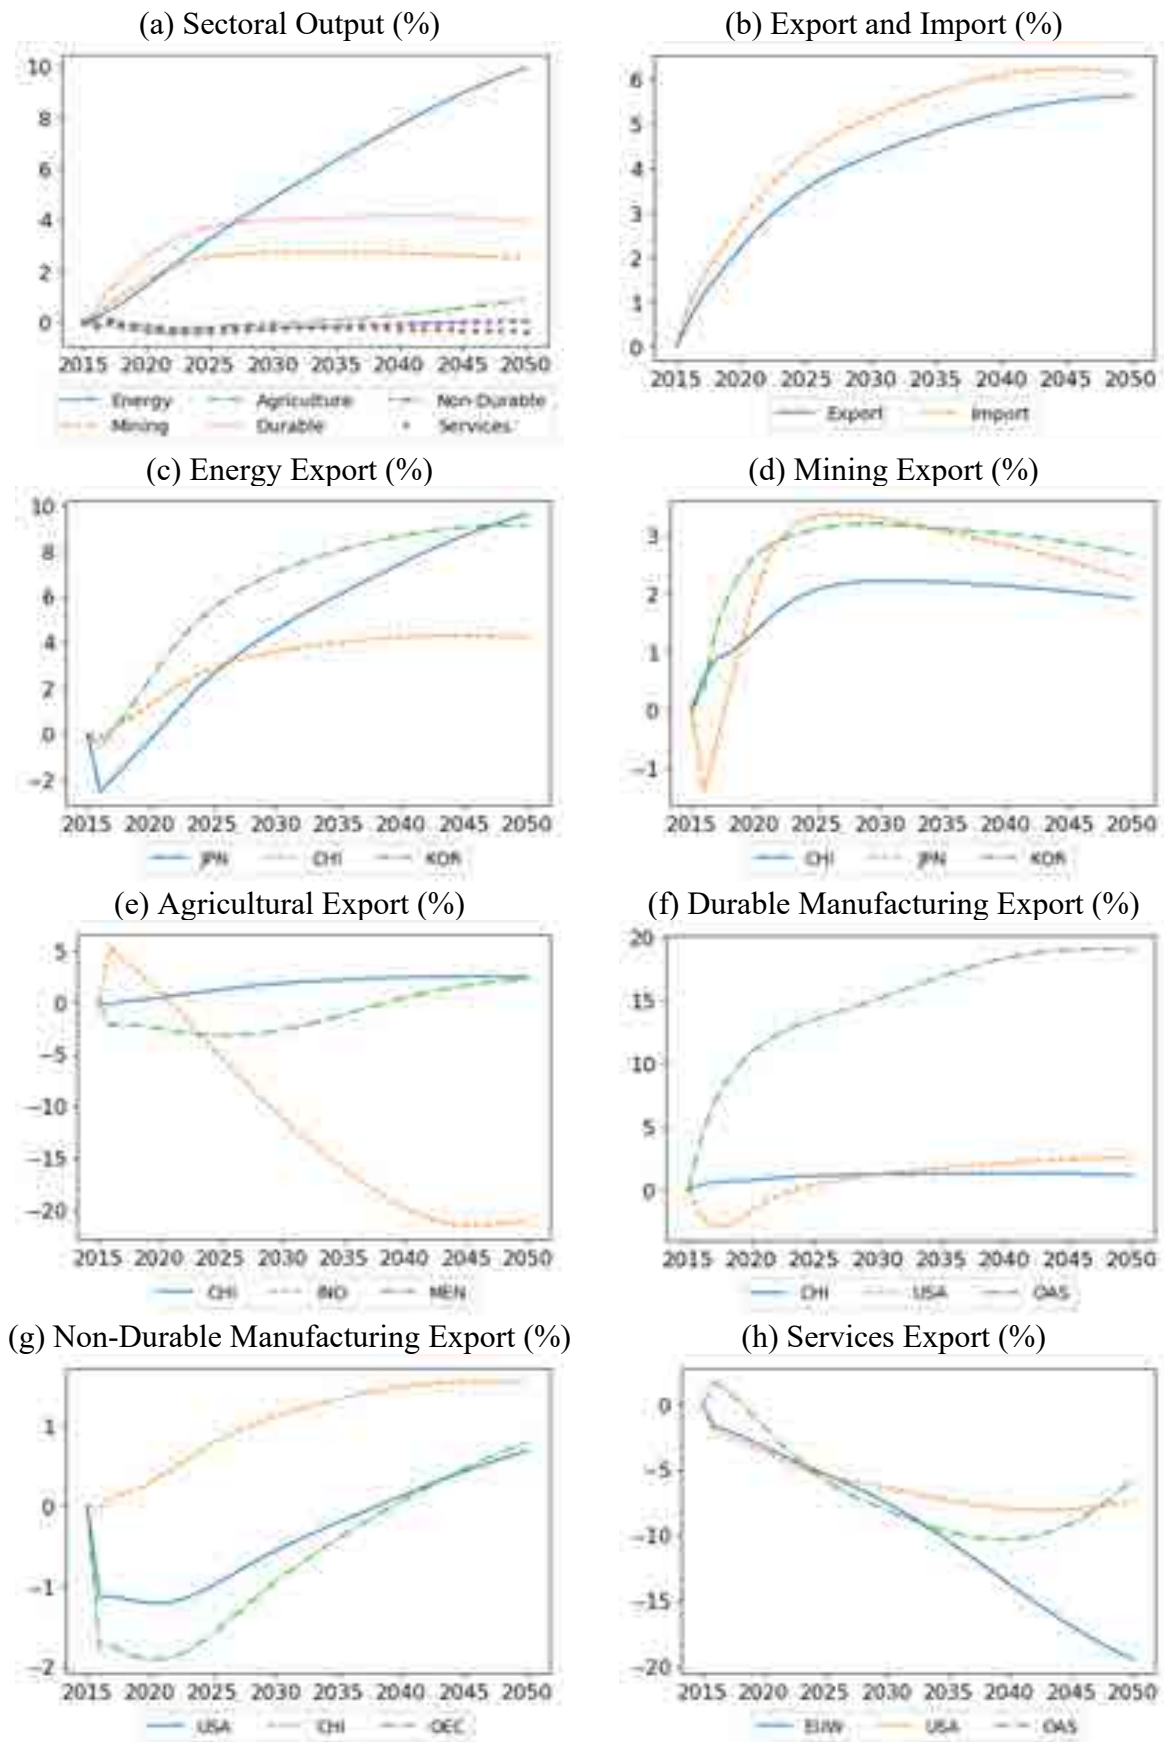 (a) Sectoral Output (%)
(b) Export and Import (%)
10
8
6
4
2
0
2015 2020 2025 2030 2035 2040 2045 2050
Energy Agriculture Non-Durable
Mining Durable Services
6
5
4
3
2
1
0
2015 2020 2025 2030 2035 2040 2045 2050
Export Import
(c) Energy Export (%)
(d) Mining Export (%)
10
8
6
4
2
0
−2
2015 2020 2025 2030 2035 2040 2045 2050
JPN CHI KOR
3
2
1
0
−1
2015 2020 2025 2030 2035 2040 2045 2050
CHI JPN KOR
(e) Agricultural Export (%)
(f) Durable Manufacturing Export (%)
5
0
−5
−10
−15
−20
2015 2020 2025 2030 2035 2040 2045 2050
CHI IND MEN
20
15
10
5
0
2015 2020 2025 2030 2035 2040 2045 2050
CHI USA OAS
(g) Non-Durable Manufacturing Export (%)
(h) Services Export (%)
1
0
−1
−2
2015 2020 2025 2030 2035 2040 2045 2050
USA CHI OEC
0
−5
−10
−15
−20
2015 2020 2025 2030 2035 2040 2045 2050
EUW USA OAS